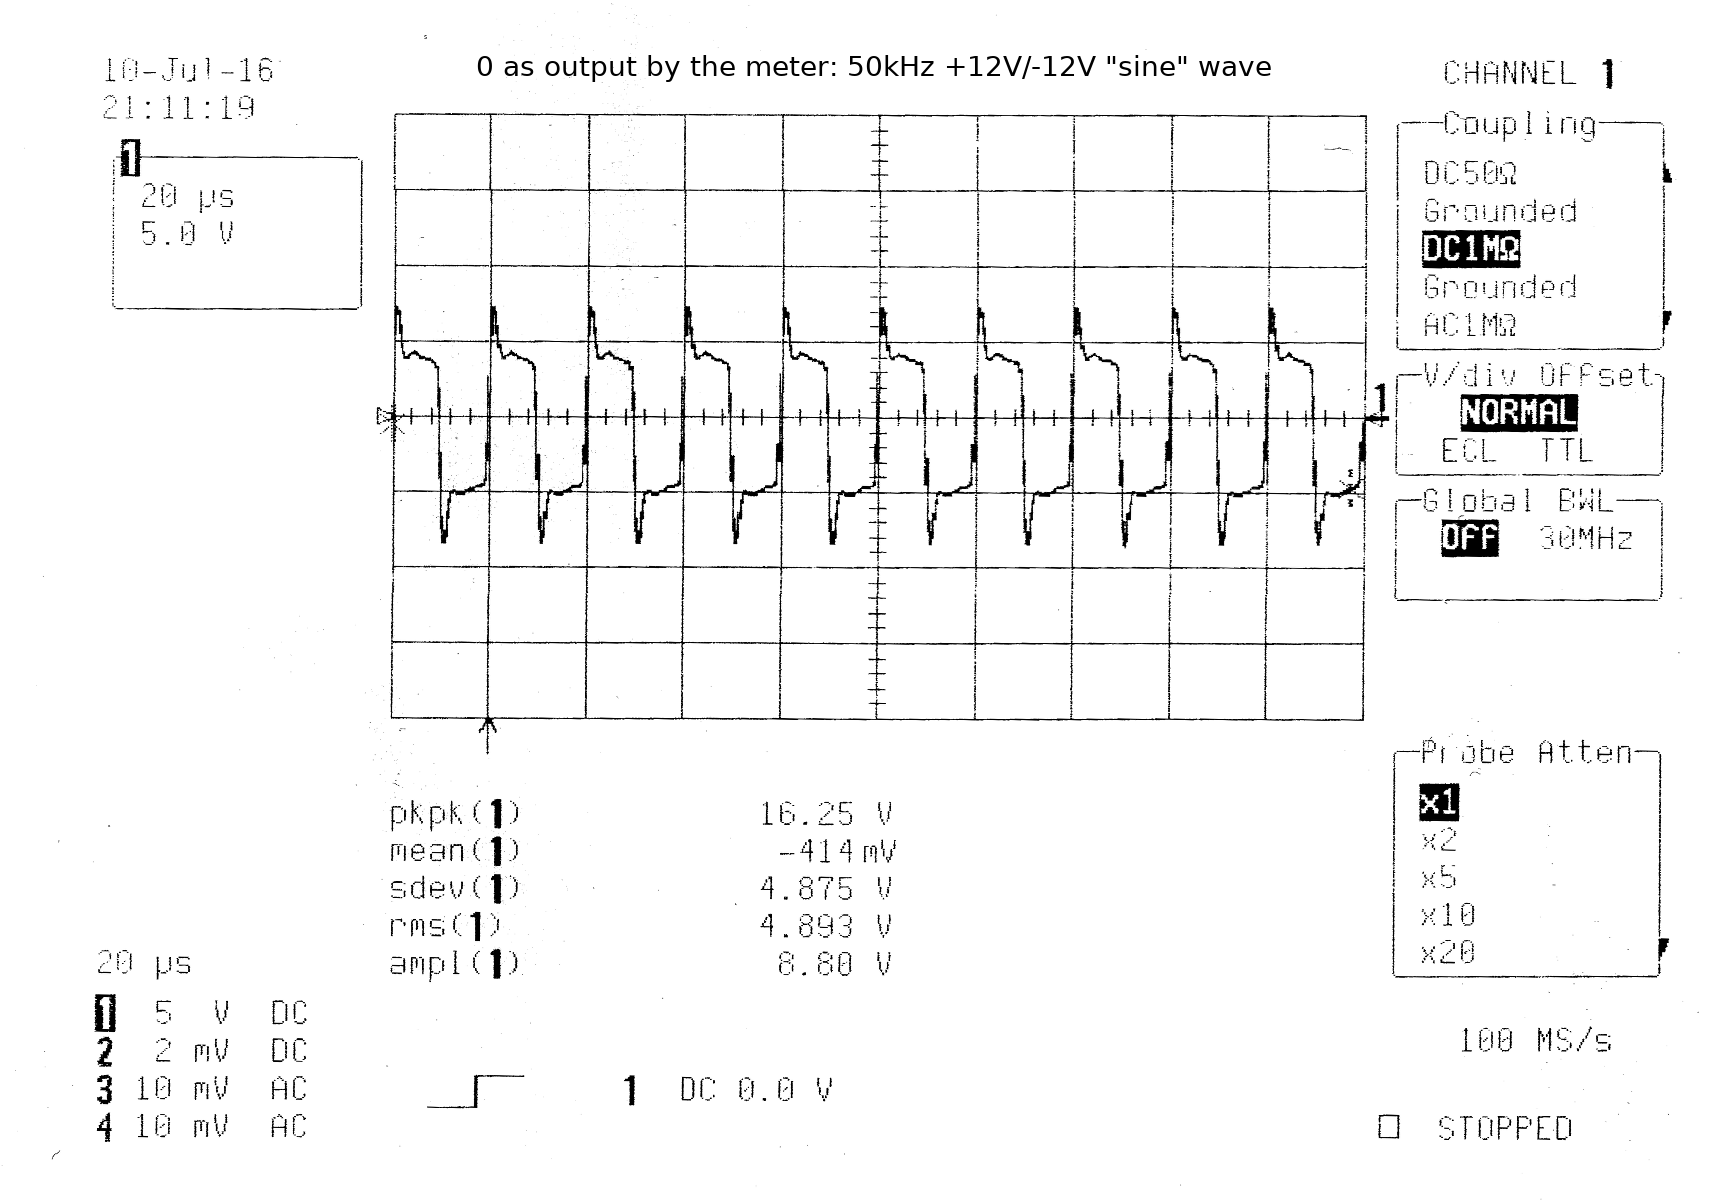 0 as output by the meter: 50kHz +12V/-12V "sine" wave
10-Jul-16
21:11:19
1
20 µs
5.0 V
CHANNEL 1
Coupling
DC50Ω
Grounded
DC1MΩ
Grounded
AC1MΩ
V/div Offset
NORMAL
ECL TTL
Global BWL
Off 30MHz
1
Probe Atten
x1
x2
x5
x10
x20
pkpk(1) 16.25 V
mean(1) -414 mV
sdev(1) 4.875 V
rms(1) 4.893 V
ampl(1) 8.80 V
20 µs
1 5 V DC
2 2 mV DC
3 10 mV AC
4 10 mV AC
1 DC 0.0 V
100 MS/s
STOPPED